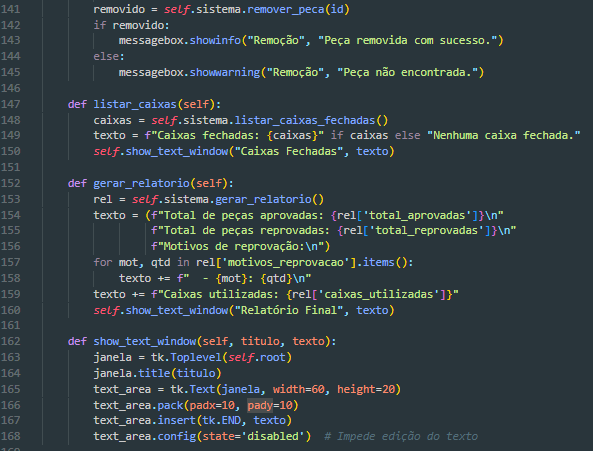 141 removido = self.sistema.remover_peca(id)
142 if removido:
143 messagebox.showinfo("Remoção", "Peça removida com sucesso.")
144 else:
145 messagebox.showwarning("Remoção", "Peça não encontrada.")
146
147 def listar_caixas(self):
148 caixas = self.sistema.listar_caixas_fechadas()
149 texto = f"Caixas fechadas: {caixas}" if caixas else "Nenhuma caixa fechada."
150 self.show_text_window("Caixas Fechadas", texto)
151
152 def gerar_relatorio(self):
153 rel = self.sistema.gerar_relatorio()
154 texto = (f"Total de peças aprovadas: {rel['total_aprovadas']}\n"
155 f"Total de peças reprovadas: {rel['total_reprovadas']}\n"
156 f"Motivos de reprovação:\n")
157 for mot, qtd in rel['motivos_reprovacao'].items():
158 texto += f"  - {mot}: {qtd}\n"
159 texto += f"Caixas utilizadas: {rel['caixas_utilizadas']}"
160 self.show_text_window("Relatório Final", texto)
161
162 def show_text_window(self, titulo, texto):
163 janela = tk.Toplevel(self.root)
164 janela.title(titulo)
165 text_area = tk.Text(janela, width=60, height=20)
166 text_area.pack(padx=10, pady=10)
167 text_area.insert(tk.END, texto)
168 text_area.config(state='disabled')  # Impede edição do texto